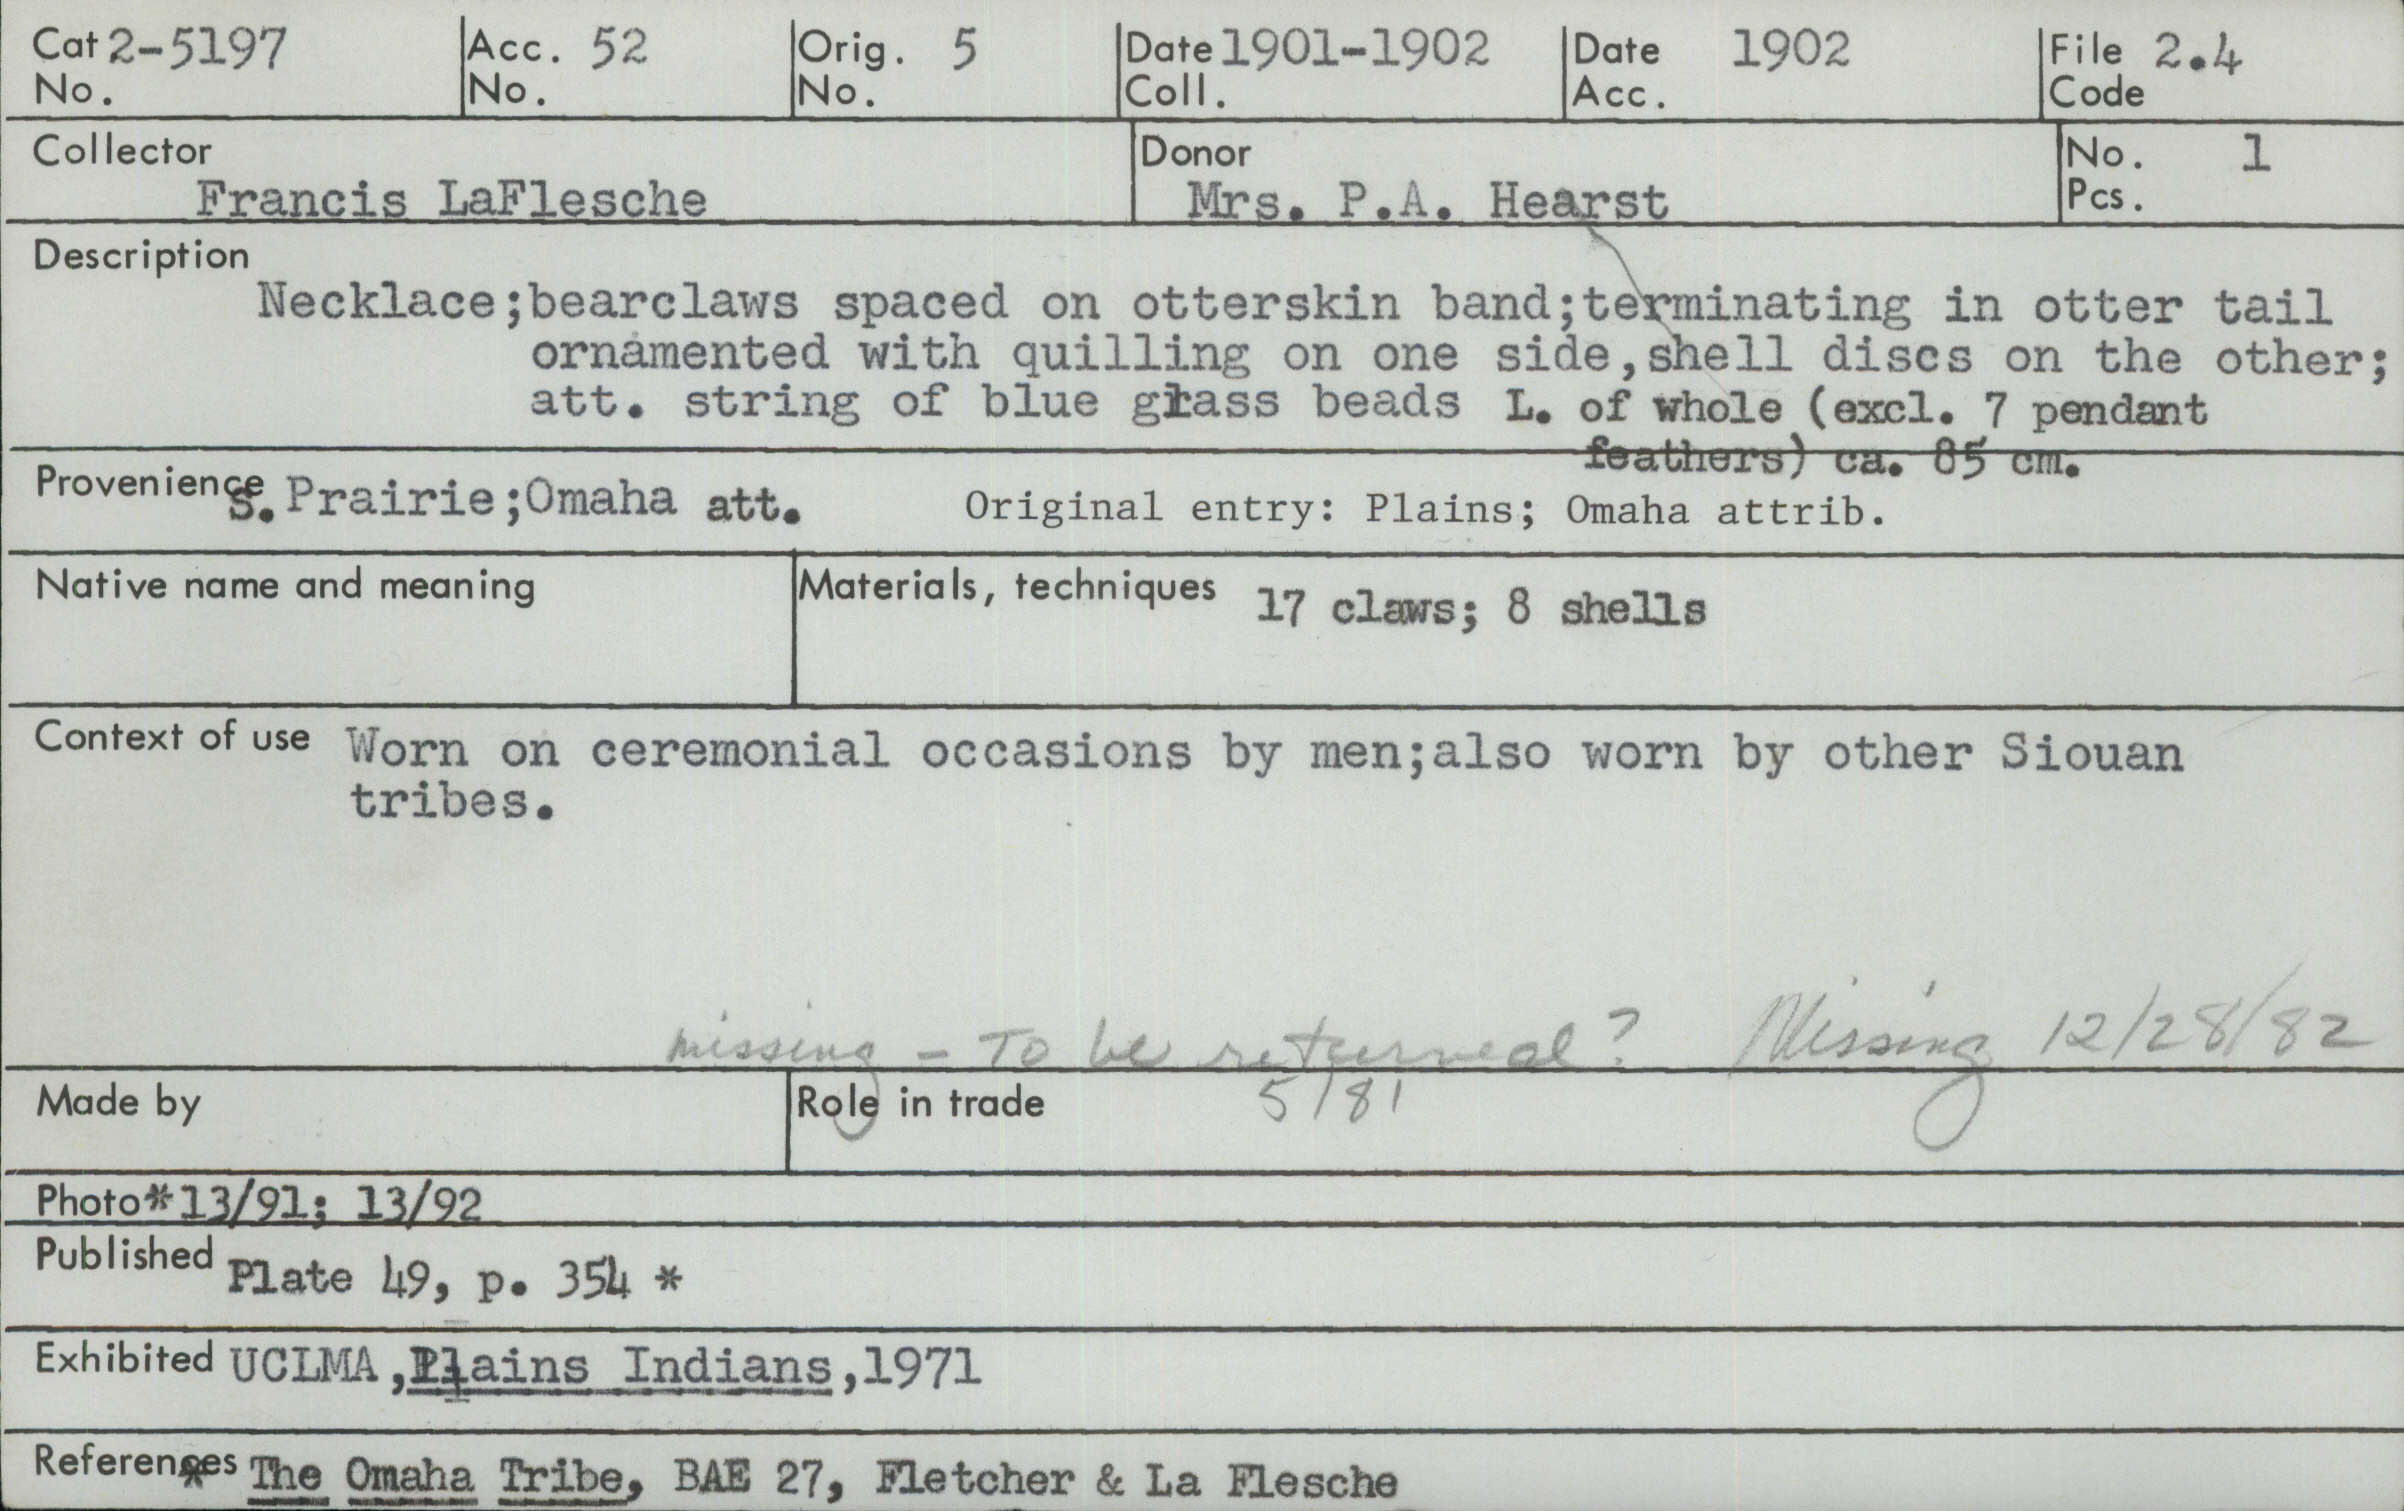 Cat No. 2-5197 Acc. No. 52 Orig. No. 5 Date Coll. 1901-1902 Date Acc. 1902 File Code 2.4
Collector Donor No. Pcs. 1
Francis LaFlesche Mrs. P.A. Hearst
Description
Necklace;bearclaws spaced on otterskin band;terminating in otter tail
ornamented with quilling on one side,shell discs on the other;
att. string of blue glass beads L. of whole (excl. 7 pendant
feathers) ca. 85 cm.
Provenience S. Prairie;Omaha att. Original entry: Plains; Omaha attrib.
Native name and meaning Materials, techniques 17 claws; 8 shells
Context of use Worn on ceremonial occasions by men;also worn by other Siouan
tribes.
missing - To be returned? Missing 12/28/82
5/81
Made by Role in trade
Photo*13/91; 13/92
Published Plate 49, p. 354 *
Exhibited UCLMA,Plains Indians,1971
References * The Omaha Tribe, BAE 27, Fletcher & La Flesche